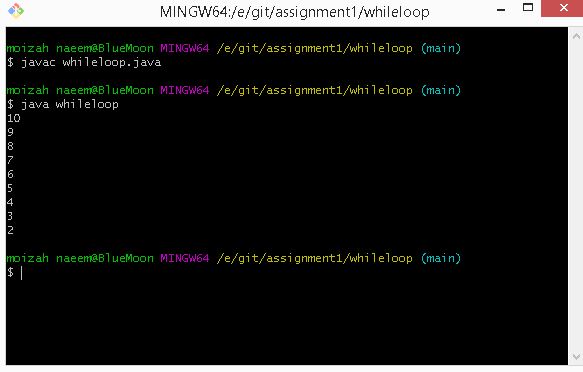 MINGW64:/e/git/assignment1/whileloop
moizah naeem@BlueMoon MINGW64 /e/git/assignment1/whileloop (main)
$ javac whileloop.java
moizah naeem@BlueMoon MINGW64 /e/git/assignment1/whileloop (main)
$ java whileloop
10
9
8
7
6
5
4
3
2
moizah naeem@BlueMoon MINGW64 /e/git/assignment1/whileloop (main)
$